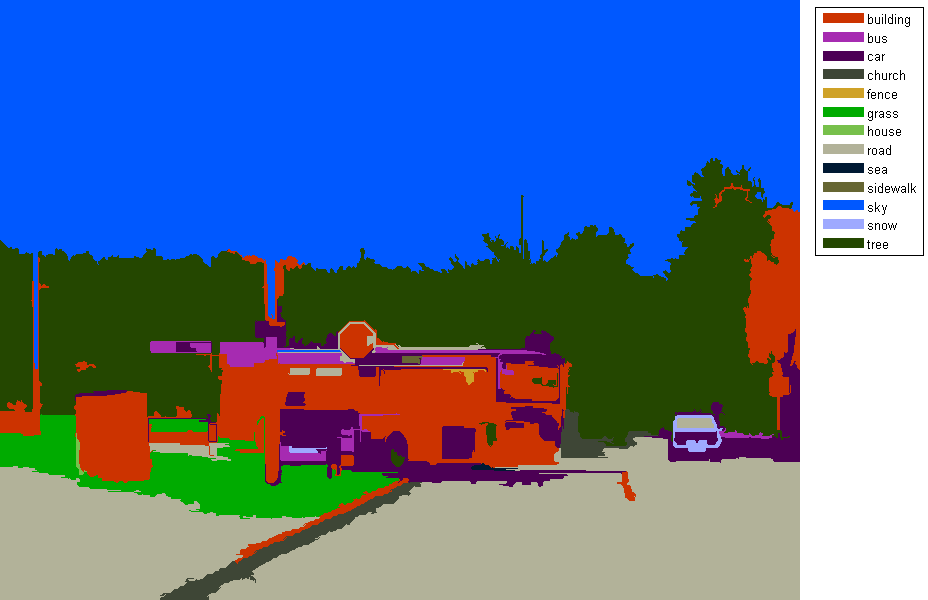 building
bus
car
church
fence
grass
house
road
sea
sidewalk
sky
snow
tree